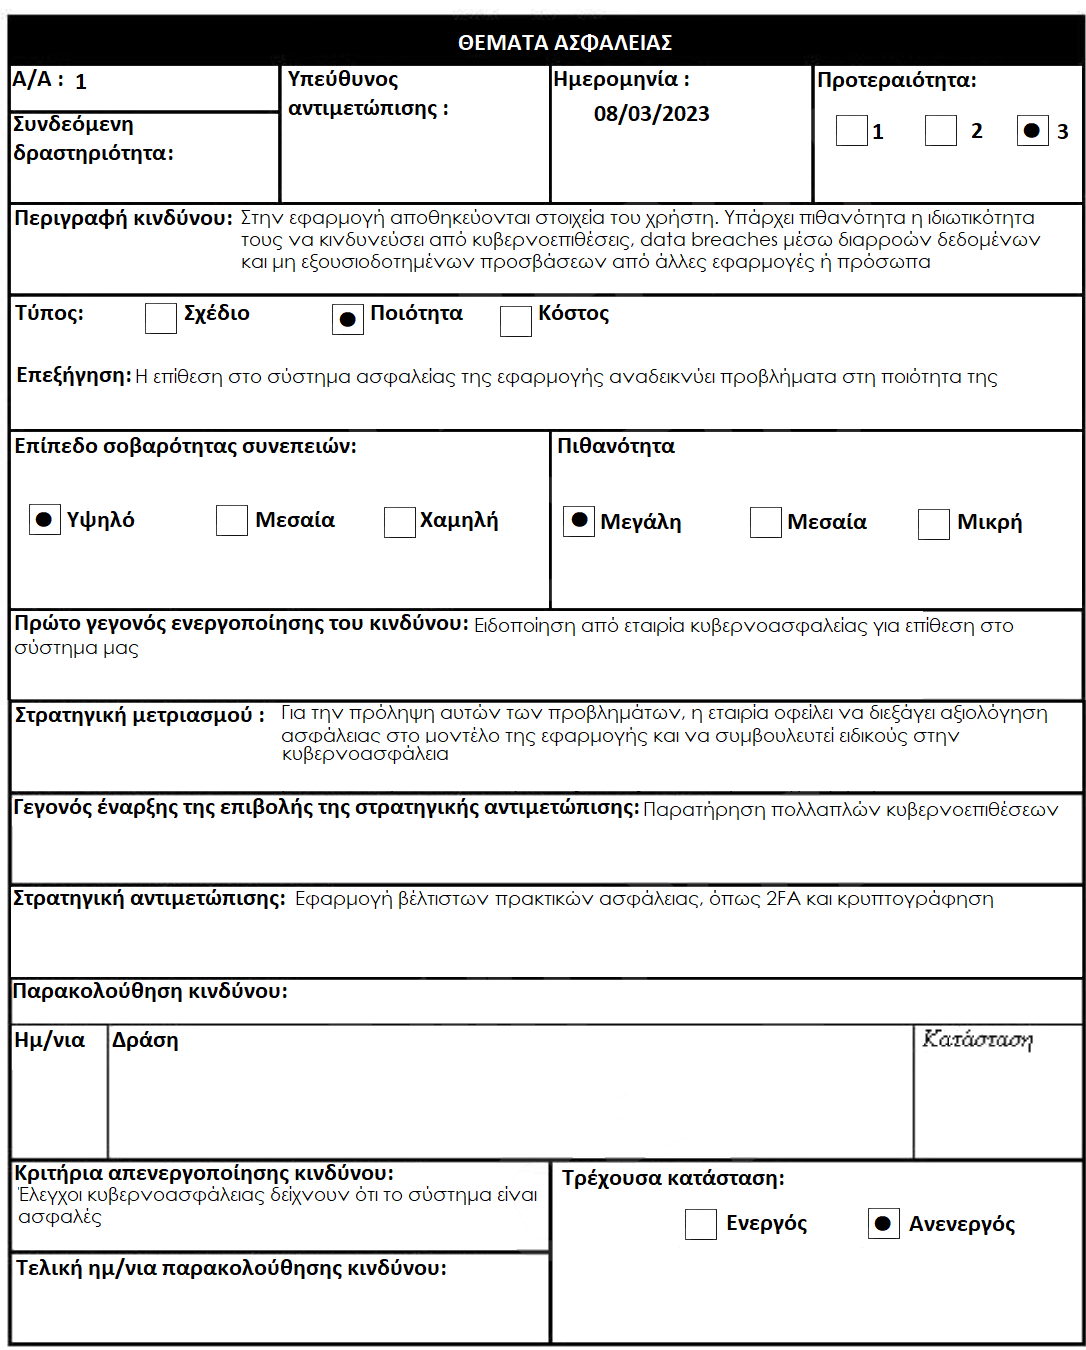 ΘΕΜΑΤΑ ΑΣΦΑΛΕΙΑΣ
Α/Α : 1
Συνδεόμενη
δραστηριότητα:
Υπεύθυνος
αντιμετώπισης :
Ημερομηνία :
08/03/2023
Προτεραιότητα:
1 2 3
Περιγραφή κινδύνου: Στην εφαρμογή αποθηκεύονται στοιχεία του χρήστη. Υπάρχει πιθανότητα η ιδιωτικότητα
τους να κινδυνεύσει από κυβερνοεπιθέσεις, data breaches μέσω διαρροών δεδομένων
και μη εξουσιοδοτημένων προσβάσεων από άλλες εφαρμογές ή πρόσωπα
Τύπος: Σχέδιο Ποιότητα Κόστος
Επεξήγηση: Η επίθεση στο σύστημα ασφαλείας της εφαρμογής αναδεικνύει προβλήματα στη ποιότητα της
Επίπεδο σοβαρότητας συνεπειών:
Υψηλό Μεσαία Χαμηλή
Πιθανότητα
Μεγάλη Μεσαία Μικρή
Πρώτο γεγονός ενεργοποίησης του κινδύνου: Ειδοποίηση από εταιρία κυβερνοασφαλείας για επίθεση στο
σύστημα μας
Στρατηγική μετριασμού : Για την πρόληψη αυτών των προβλημάτων, η εταιρία οφείλει να διεξάγει αξιολόγηση
ασφάλειας στο μοντέλο της εφαρμογής και να συμβουλευτεί ειδικούς στην
κυβερνοασφάλεια
Γεγονός έναρξης της επιβολής της στρατηγικής αντιμετώπισης: Παρατήρηση πολλαπλών κυβερνοεπιθέσεων
Στρατηγική αντιμετώπισης: Εφαρμογή βέλτιστων πρακτικών ασφάλειας, όπως 2FA και κρυπτογράφηση
Παρακολούθηση κινδύνου:
Ημ/νια Δράση Κατάσταση
Κριτήρια απενεργοποίησης κινδύνου:
Έλεγχοι κυβερνοασφάλειας δείχνουν ότι το σύστημα είναι
ασφαλές
Τρέχουσα κατάσταση:
Ενεργός Ανενεργός
Τελική ημ/νια παρακολούθησης κινδύνου: